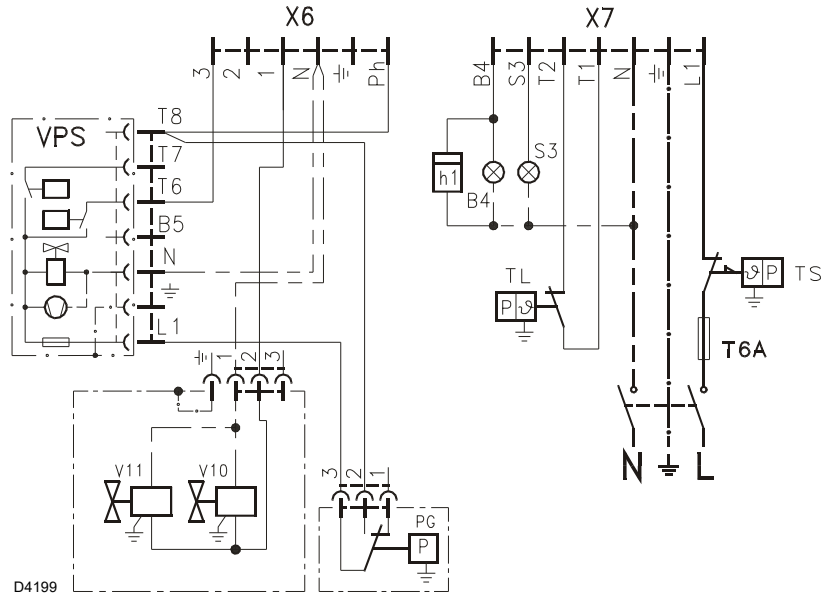 X6 X7
3 2 1 N Ph B4 S3 T2 T1 N L1
VPS T8
T7
T6
B5
N
L1
h1 B4 S3
TL P ϑ
ϑ P TS
T6A
1 2 3
V11 V10
3 2 1
PG
P
N L
D4199